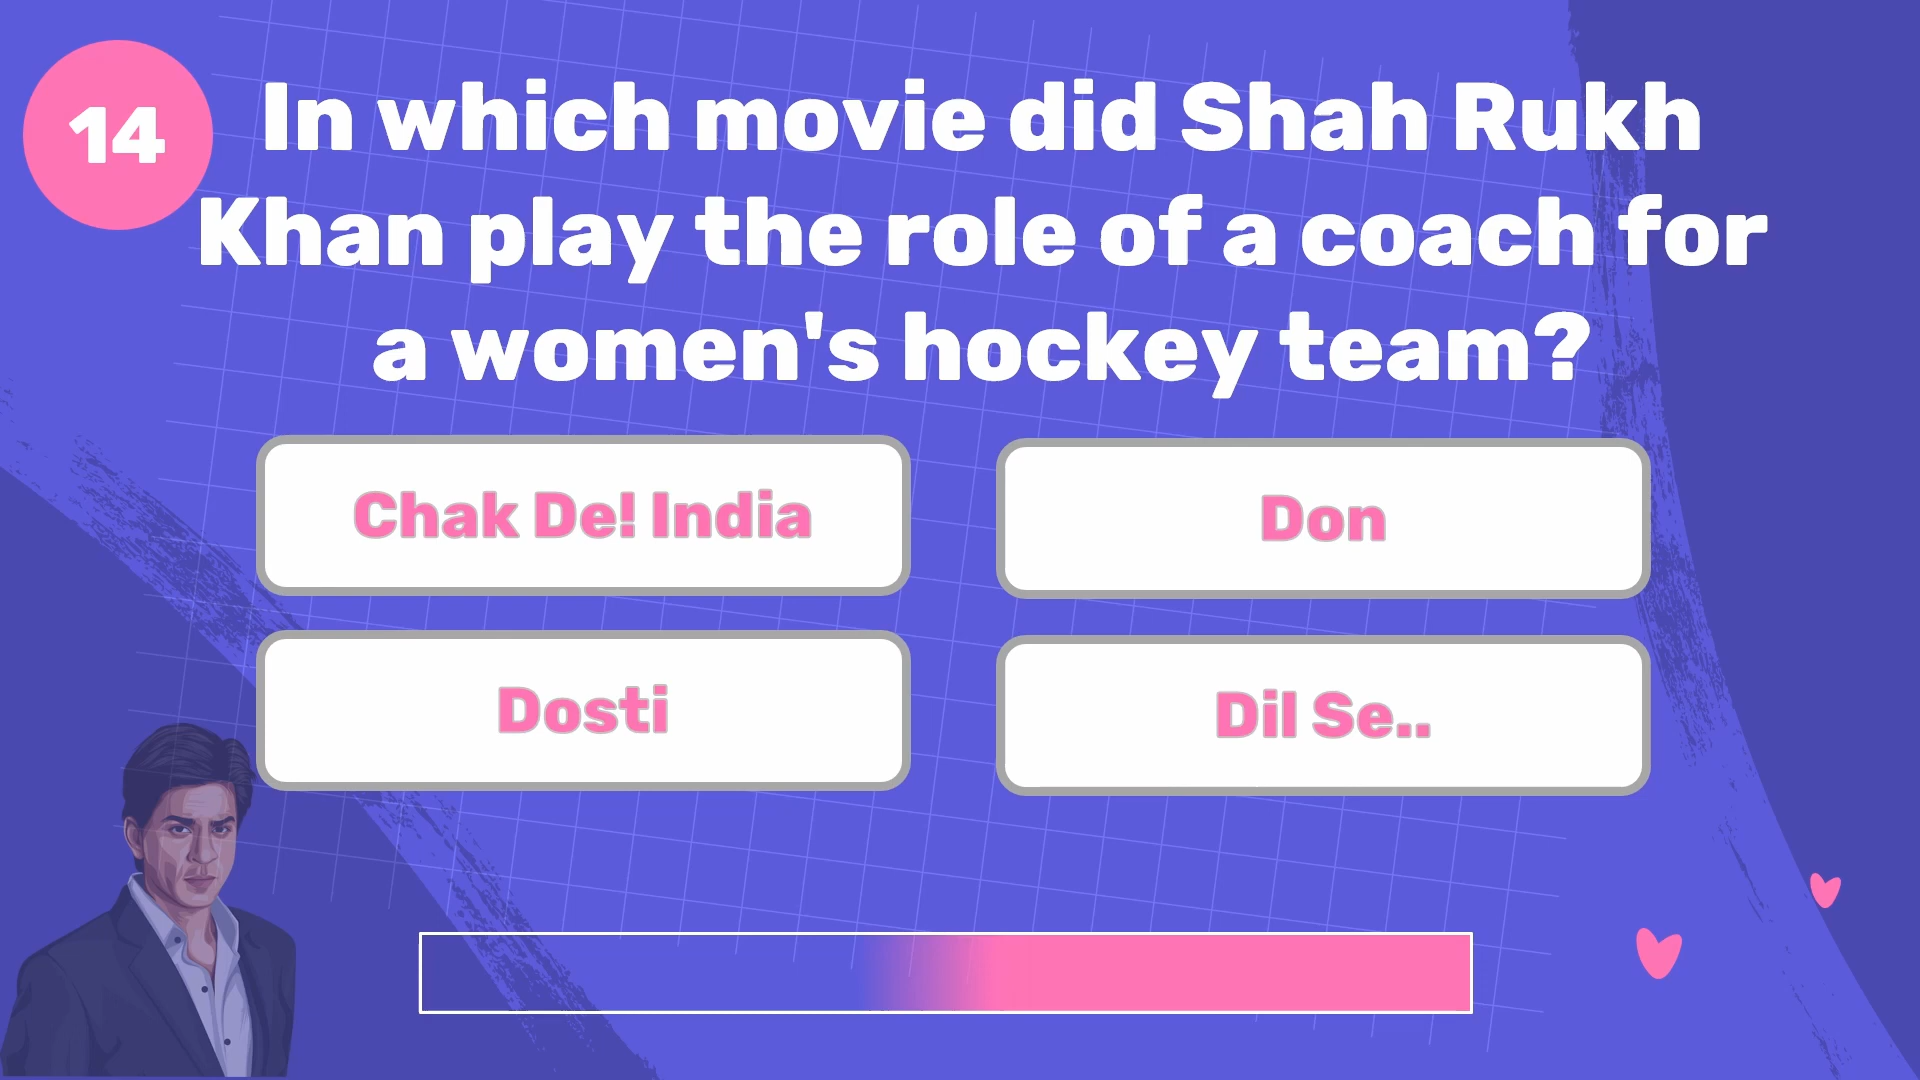 14
In which movie did Shah Rukh
Khan play the role of a coach for
a women's hockey team?
Chak De! India
Don
Dosti
Dil Se..